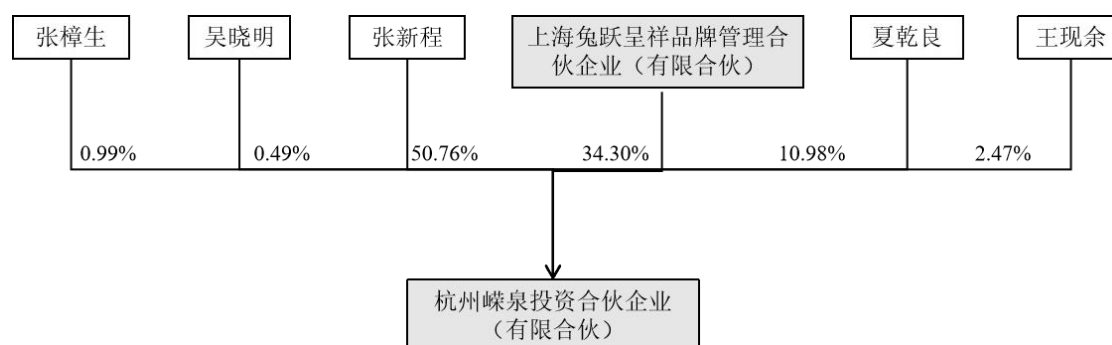 张樟生
吴晓明
张新程
上海兔跃呈祥品牌管理合
伙企业（有限合伙）
夏乾良
王现余
0.99%
0.49%
50.76%
34.30%
10.98%
2.47%
杭州嵘泉投资合伙企业
（有限合伙）